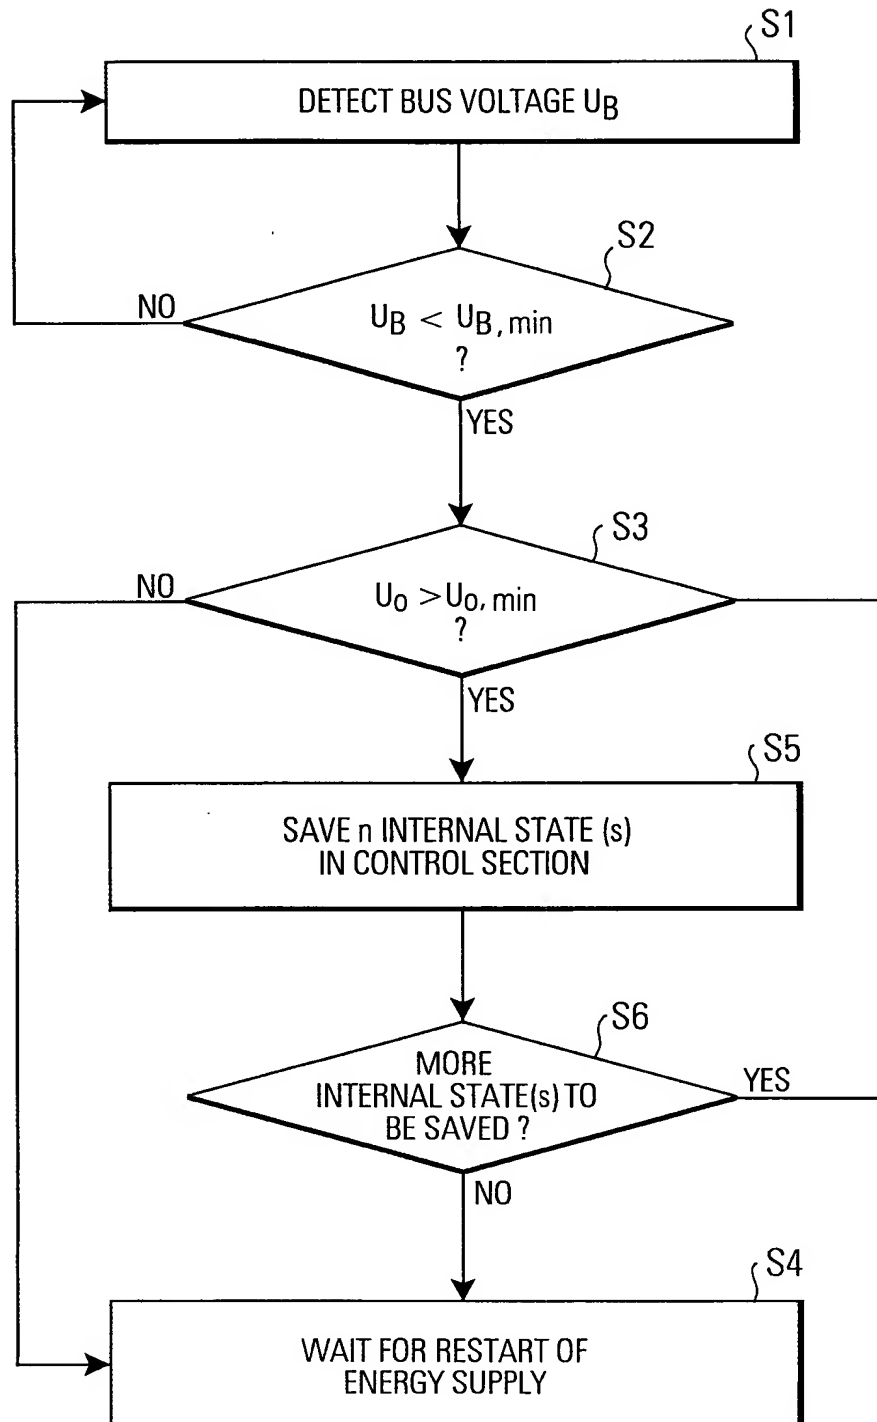 S1
DETECT BUS VOLTAGE UB
S2
NO
UB < UB, min
?
YES
S3
NO
Uo >Uo, min
?
YES
S5
SAVE n INTERNAL STATE (s)
IN CONTROL SECTION
S6
MORE
INTERNAL STATE(s) TO
BE SAVED ?
YES
NO
S4
WAIT FOR RESTART OF
ENERGY SUPPLY